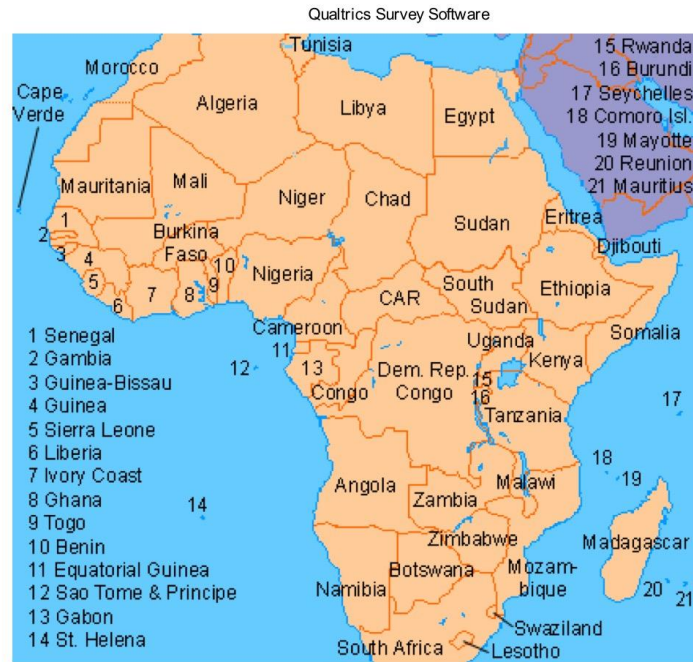 Qualtrics Survey Software
Tunisia
Morocco
Cape
Verde
Algeria
Libya
Egypt
15 Rwanda
16 Burundi
17 Seychelles
18 Comoro Isl.
19 Mayotte
20 Reunion
21 Mauritius
Mauritania
Mali
Niger
Chad
Sudan
Eritrea
Djibouti
1
2
3
4
5
6
7
8
9
10
Burkina
Faso
Nigeria
CAR
South
Sudan
Ethiopia
Somalia
Cameroon
Uganda
Kenya
11
12
13
Congo
Dem. Rep.
Congo
15
16
Tanzania
17
1 Senegal
2 Gambia
3 Guinea-Bissau
4 Guinea
5 Sierra Leone
6 Liberia
7 Ivory Coast
8 Ghana
9 Togo
10 Benin
11 Equatorial Guinea
12 Sao Tome & Principe
13 Gabon
14 St. Helena
14
Angola
Zambia
Malawi
18
19
Zimbabwe
Madagascar
Namibia
Botswana
Mozam-
bique
20
21
Swaziland
South Africa
Lesotho